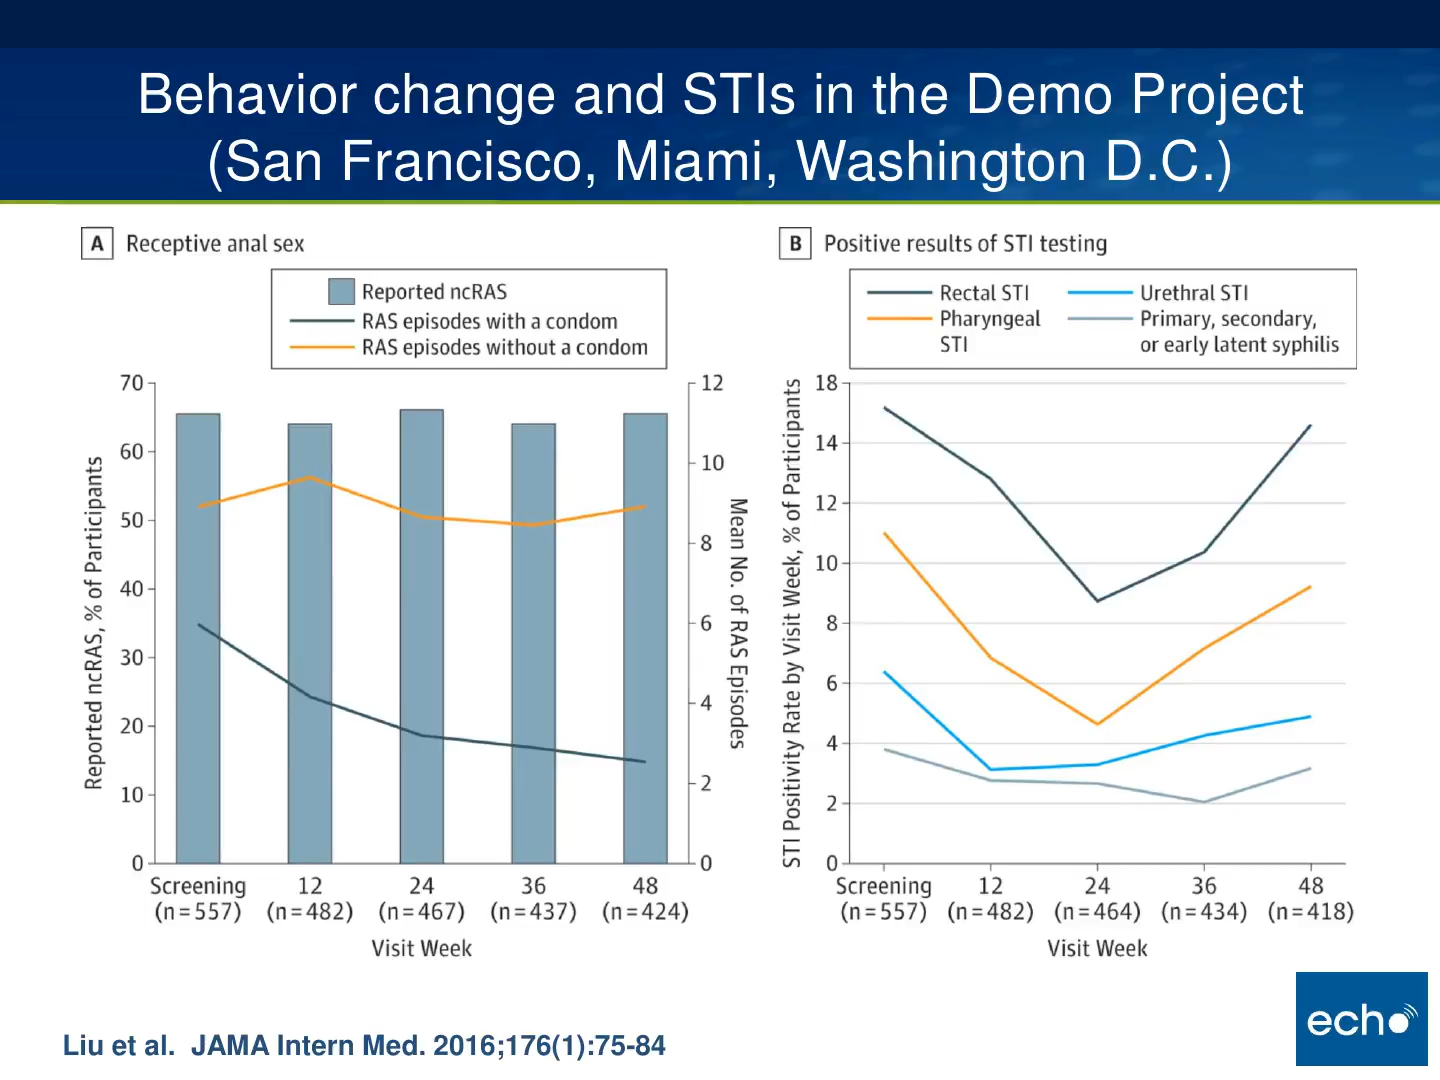 Behavior change and STIs in the Demo Project
(San Francisco, Miami, Washington D.C.)
A Receptive anal sex
Reported ncRAS
RAS episodes with a condom
RAS episodes without a condom
Reported ncRAS, % of Participants
70
60
50
40
30
20
10
0
12
10
8
6
4
2
0
Mean No. of RAS Episodes
Screening 12 24 36 48
(n=557) (n=482) (n=467) (n=437) (n=424)
Visit Week
B Positive results of STI testing
Rectal STI
Pharyngeal
STI
Urethral STI
Primary, secondary,
or early latent syphilis
STI Positivity Rate by Visit Week, % of Participants
18
14
12
10
8
6
4
2
0
Screening 12 24 36 48
(n=557) (n=482) (n=464) (n=434) (n=418)
Visit Week
Liu et al. JAMA Intern Med. 2016;176(1):75-84
echo